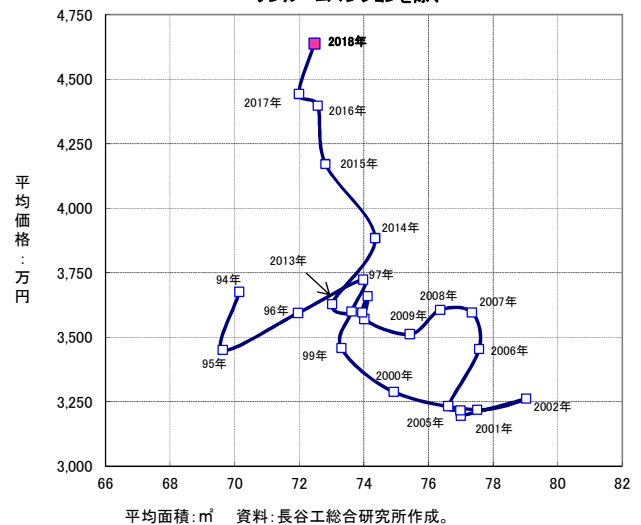 4,750
4,500
4,250
4,000
3,750
3,500
3,250
3,000
平均価格：万円
2018年
2017年
2016年
2015年
2014年
2013年
97年
94年
96年
95年
99年
2000年
2009年
2008年
2007年
2006年
2005年
2001年
2002年
66 68 70 72 74 76 78 80 82
平均面積：㎡ 資料：長谷工総合研究所作成。